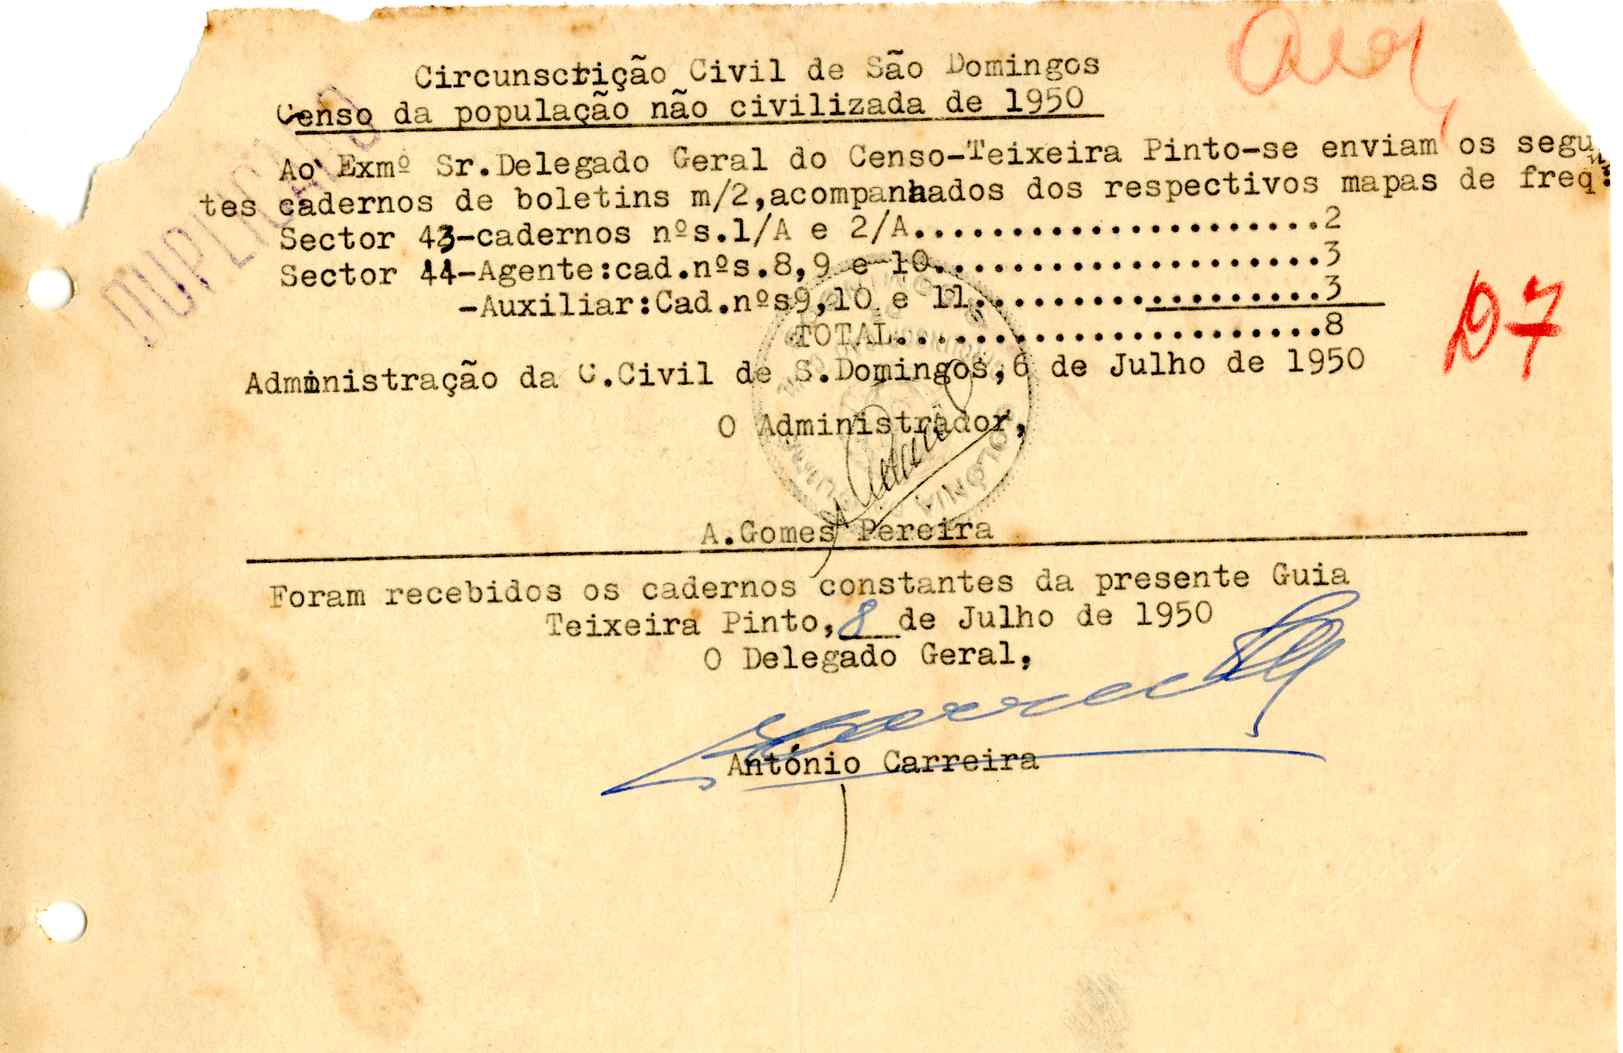 Circunscrição Civil de São Domingos
Censo da população não civilizada de 1950
DUPLICADO
Ao Exmº Sr.Delegado Geral do Censo-Teixeira Pinto-se enviam os segu
tes cadernos de boletins m/2,acompanhados dos respectivos mapas de freq:
Sector 43-cadernos nºs.1/A e 2/A......................2
Sector 44-Agente:cad.nºs.8,9 e 10.....................3
-Auxiliar:Cad.nºs9,10 e 11....................3
TOTAL.......................8
D7
Administração da C.Civil de S.Domingos,6 de Julho de 1950
O Administrador,
A.Gomes Pereira
Foram recebidos os cadernos constantes da presente Guia
Teixeira Pinto,8 de Julho de 1950
O Delegado Geral,
António Carreira